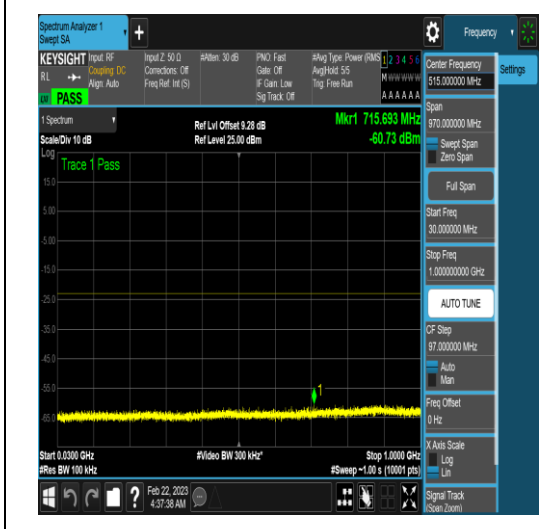 Spectrum Analyzer 1
Swept SA
+
Frequency
KEYSIGHT
RL
PASS
Input: RF
Coupling: DC
Align: Auto
Input Z: 50 Ω
Corrections: Off
Freq Ref: Int (S)
#Atten: 30 dB
PNO: Fast
Gate: Off
IF Gain: Low
Sig Track: Off
#Avg Type: Power (RMS
Avg|Hold: 5/5
Trig: Free Run
1 2 3 4 5 6
M W W W W W
A A A A A A
1 Spectrum
Scale/Div 10 dB
Ref Lvl Offset 9.28 dB
Ref Level 25.00 dBm
Mkr1 715.693 MHz
-60.73 dBm
Log
Trace 1 Pass
15.0
5.00
-5.00
-15.0
-25.0
-35.0
-45.0
-55.0
-65.0
1
Start 0.0300 GHz
#Res BW 100 kHz
#Video BW 300 kHz*
Stop 1.0000 GHz
#Sweep ~1.00 s (10001 pts)
Feb 22, 2023
4:37:38 AM
?
Center Frequency
515.000000 MHz
Settings
Span
970.000000 MHz
Swept Span
Zero Span
Full Span
Start Freq
30.000000 MHz
Stop Freq
1.000000000 GHz
AUTO TUNE
CF Step
97.000000 MHz
Auto
Man
Freq Offset
0 Hz
X Axis Scale
Log
Lin
Signal Track
(Span Zoom)